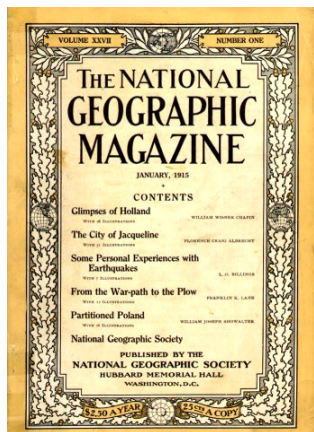 VOLUME XXVII
NUMBER ONE
THE NATIONAL
GEOGRAPHIC
MAGAZINE
JANUARY, 1915
CONTENTS
Glimpses of Holland
WILLIAM WISNER CHAPIN
The City of Jacqueline
FLORENCE CRAIG ALBRECHT
Some Personal Experiences with
Earthquakes
L. G. BILLINGS
From the War-path to the Plow
FRANKLIN K. LANE
Partitioned Poland
WILLIAM JOSEPH SHOWALTER
National Geographic Society
PUBLISHED BY THE
NATIONAL GEOGRAPHIC SOCIETY
HUBBARD MEMORIAL HALL
WASHINGTON, D.C.
$2.50 A YEAR
25 CTS A COPY